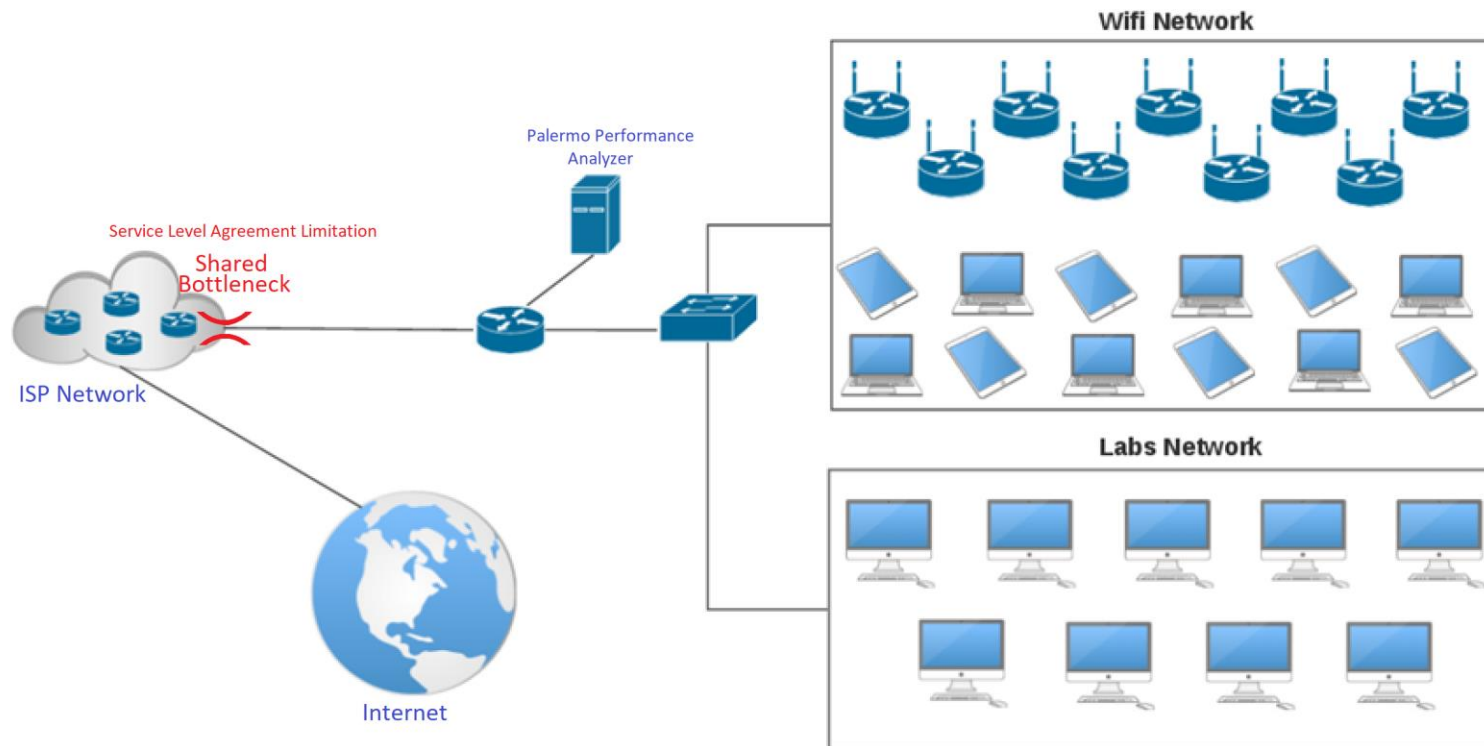 Wifi Network
Palermo Performance
Analyzer
Service Level Agreement Limitation
Shared
Bottleneck
ISP Network
Labs Network
Internet